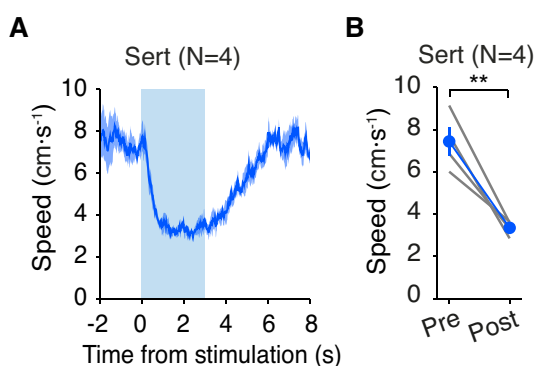 A
Sert (N=4)
Speed (cm·s⁻¹)
10
8
6
4
2
0
-2 0 2 4 6 8
Time from stimulation (s)
B
Sert (N=4)
**
Speed (cm·s⁻¹)
10
8
6
4
2
0
Pre Post